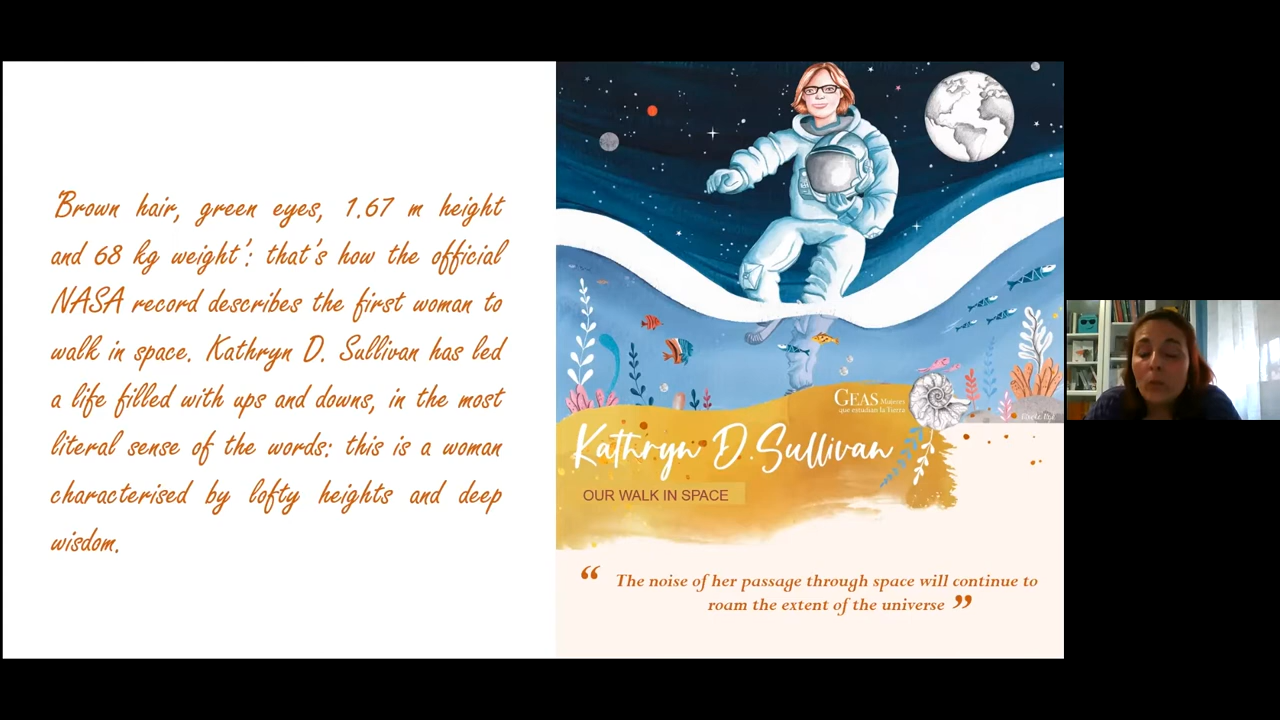 'Brown hair, green eyes, 1.67 m height
and 68 kg weight': that's how the official
NASA record describes the first woman to
walk in space. Kathryn D. Sullivan has led
a life filled with ups and downs, in the most
literal sense of the words: this is a woman
characterised by lofty heights and deep
wisdom.
GEAS Mujeres
que estudian la Tierra
Kathryn D. Sullivan
OUR WALK IN SPACE
“ The noise of her passage through space will continue to
roam the extent of the universe ”